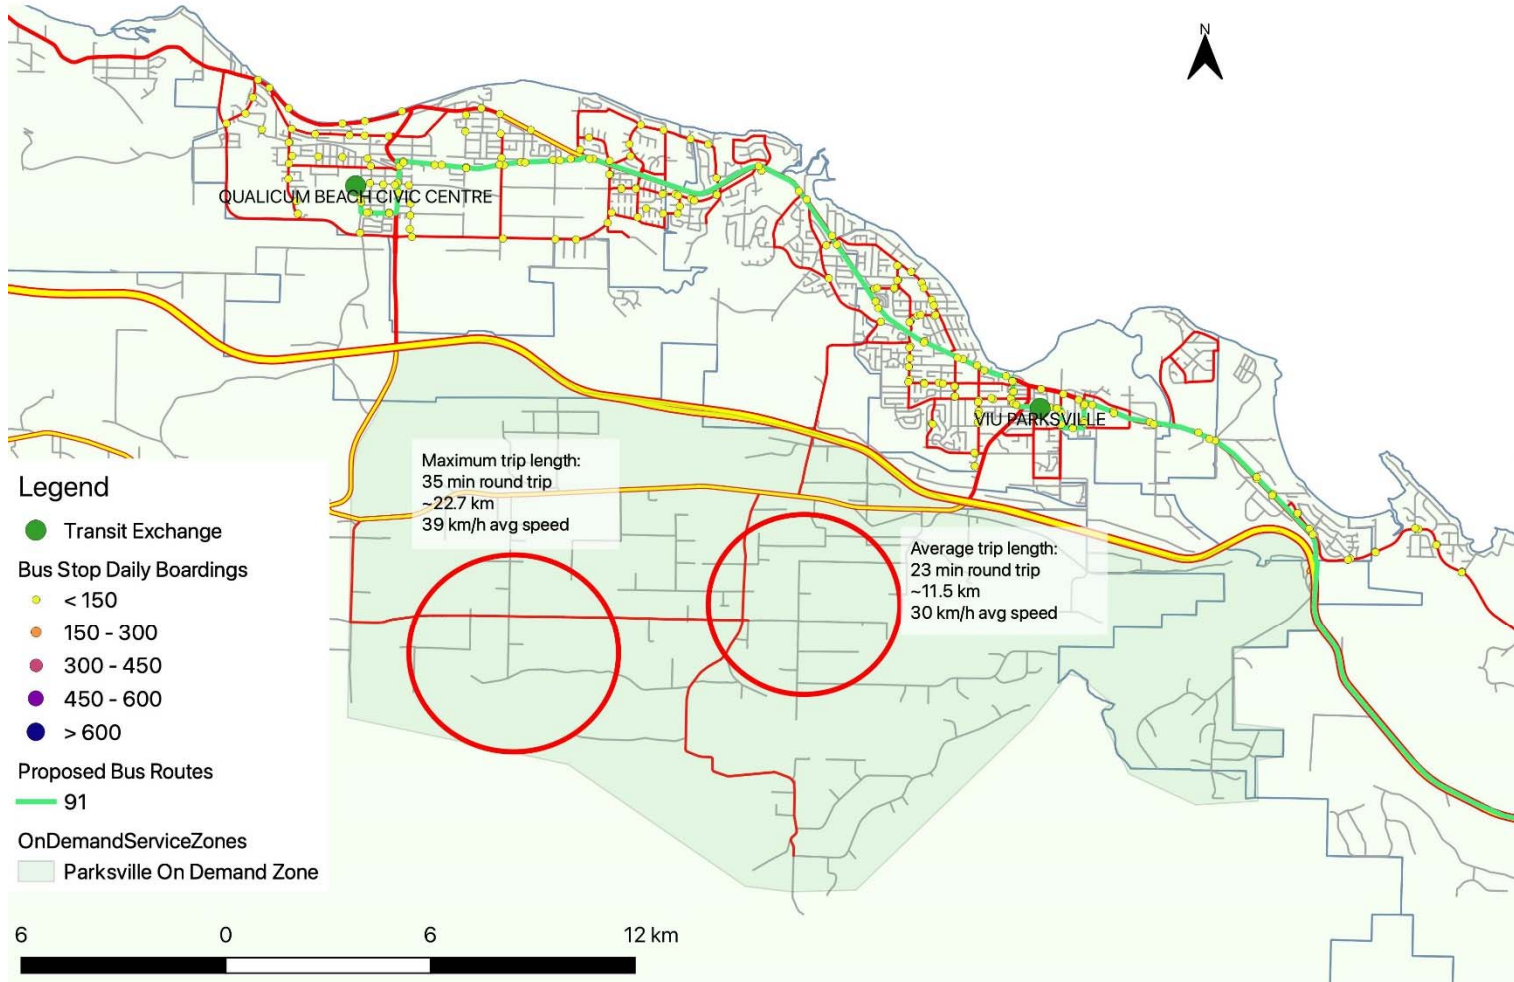 N
QUALICUM BEACH CIVIC CENTRE
VIU PARKSVILLE
Maximum trip length:
35 min round trip
~22.7 km
39 km/h avg speed
Average trip length:
23 min round trip
~11.5 km
30 km/h avg speed
Legend
Transit Exchange
Bus Stop Daily Boardings
< 150
150 - 300
300 - 450
450 - 600
> 600
Proposed Bus Routes
91
OnDemandServiceZones
Parksville On Demand Zone
6 0 6 12 km